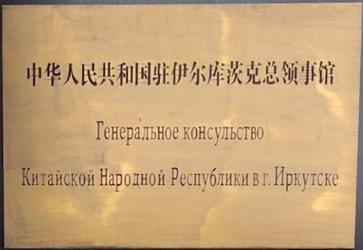 中华人民共和国驻伊尔库茨克总领事馆
Генеральное консульство
Китайской Народной Республики в г. Иркутске